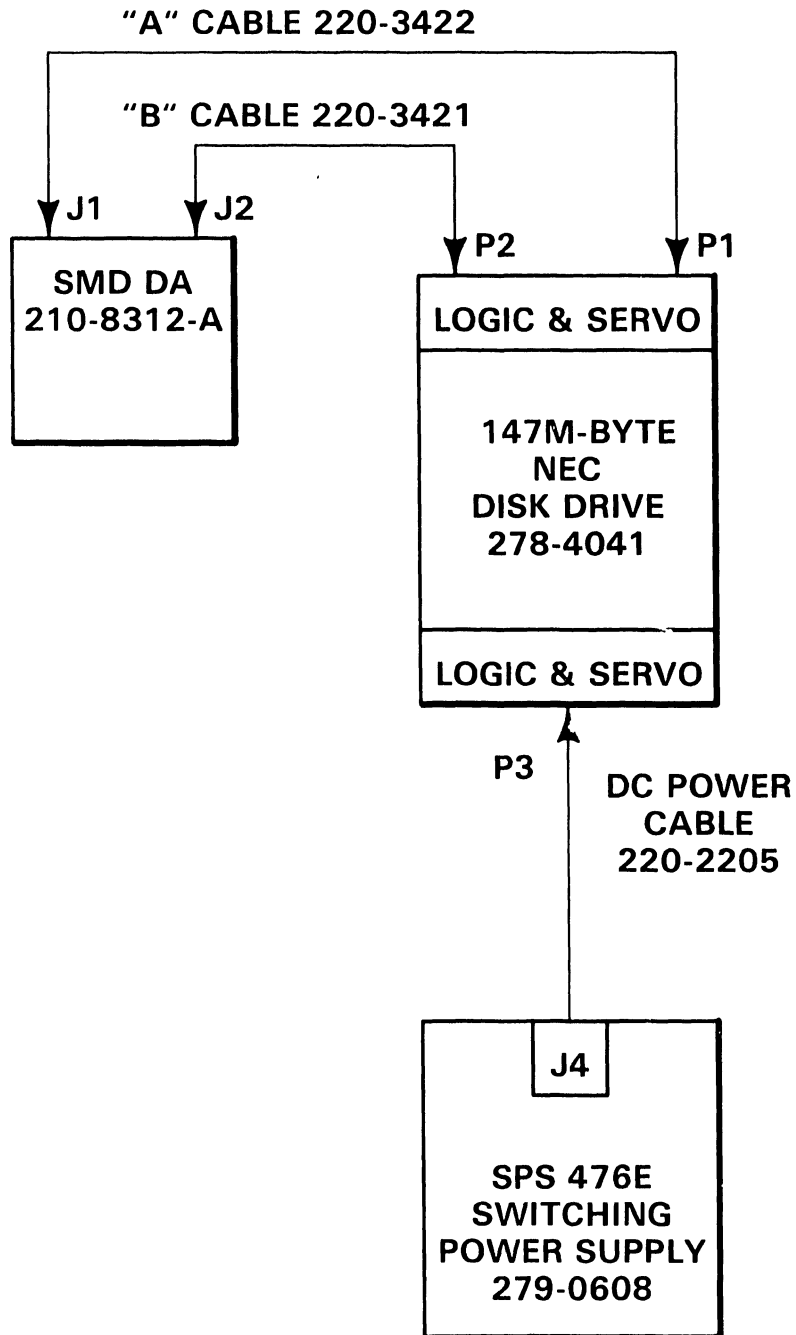 "A" CABLE 220-3422
"B" CABLE 220-3421
J1
J2
P2
P1
SMD DA
210-8312-A
LOGIC & SERVO
147M-BYTE
NEC
DISK DRIVE
278-4041
LOGIC & SERVO
P3
DC POWER
CABLE
220-2205
J4
SPS 476E
SWITCHING
POWER SUPPLY
279-0608